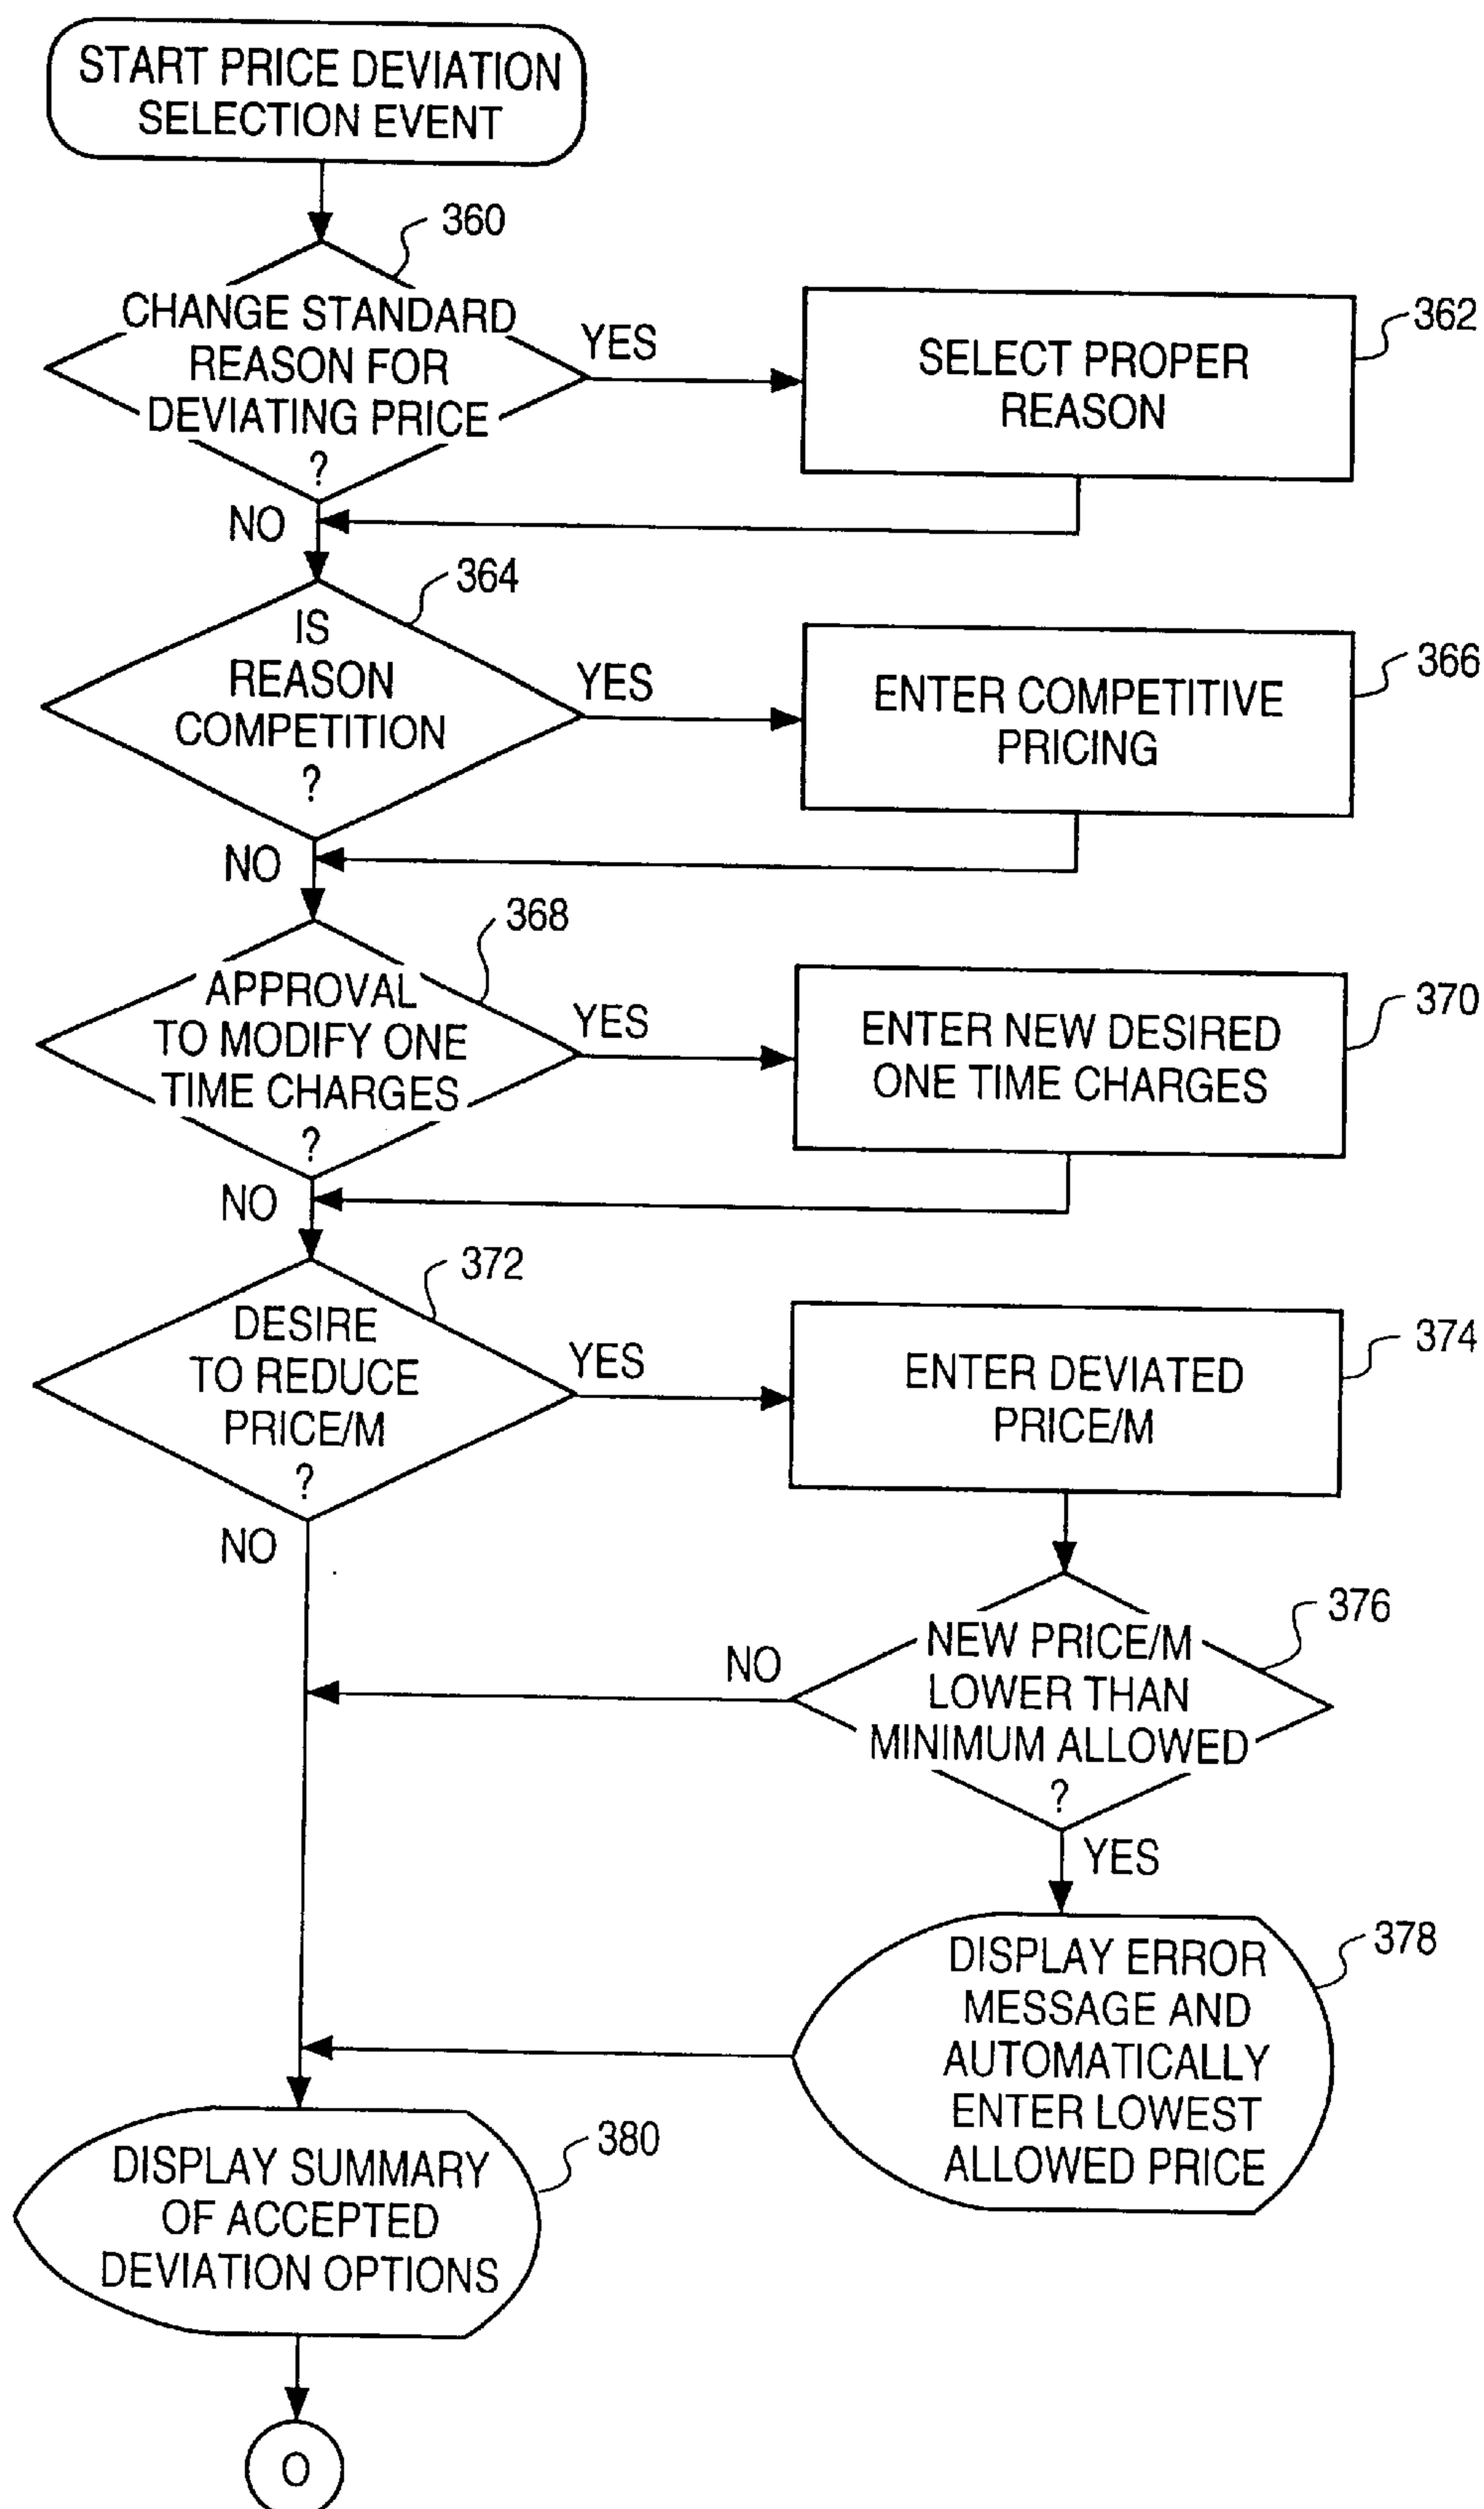 START PRICE DEVIATION
SELECTION EVENT
360
CHANGE STANDARD
REASON FOR
DEVIATING PRICE
?
YES
SELECT PROPER
REASON
362
NO
364
IS
REASON
COMPETITION
?
YES
ENTER COMPETITIVE
PRICING
366
NO
368
APPROVAL
TO MODIFY ONE
TIME CHARGES
?
YES
ENTER NEW DESIRED
ONE TIME CHARGES
370
NO
372
DESIRE
TO REDUCE
PRICE/M
?
YES
ENTER DEVIATED
PRICE/M
374
NO
376
NEW PRICE/M
LOWER THAN
MINIMUM ALLOWED
?
NO
YES
378
DISPLAY ERROR
MESSAGE AND
AUTOMATICALLY
ENTER LOWEST
ALLOWED PRICE
380
DISPLAY SUMMARY
OF ACCEPTED
DEVIATION OPTIONS
O